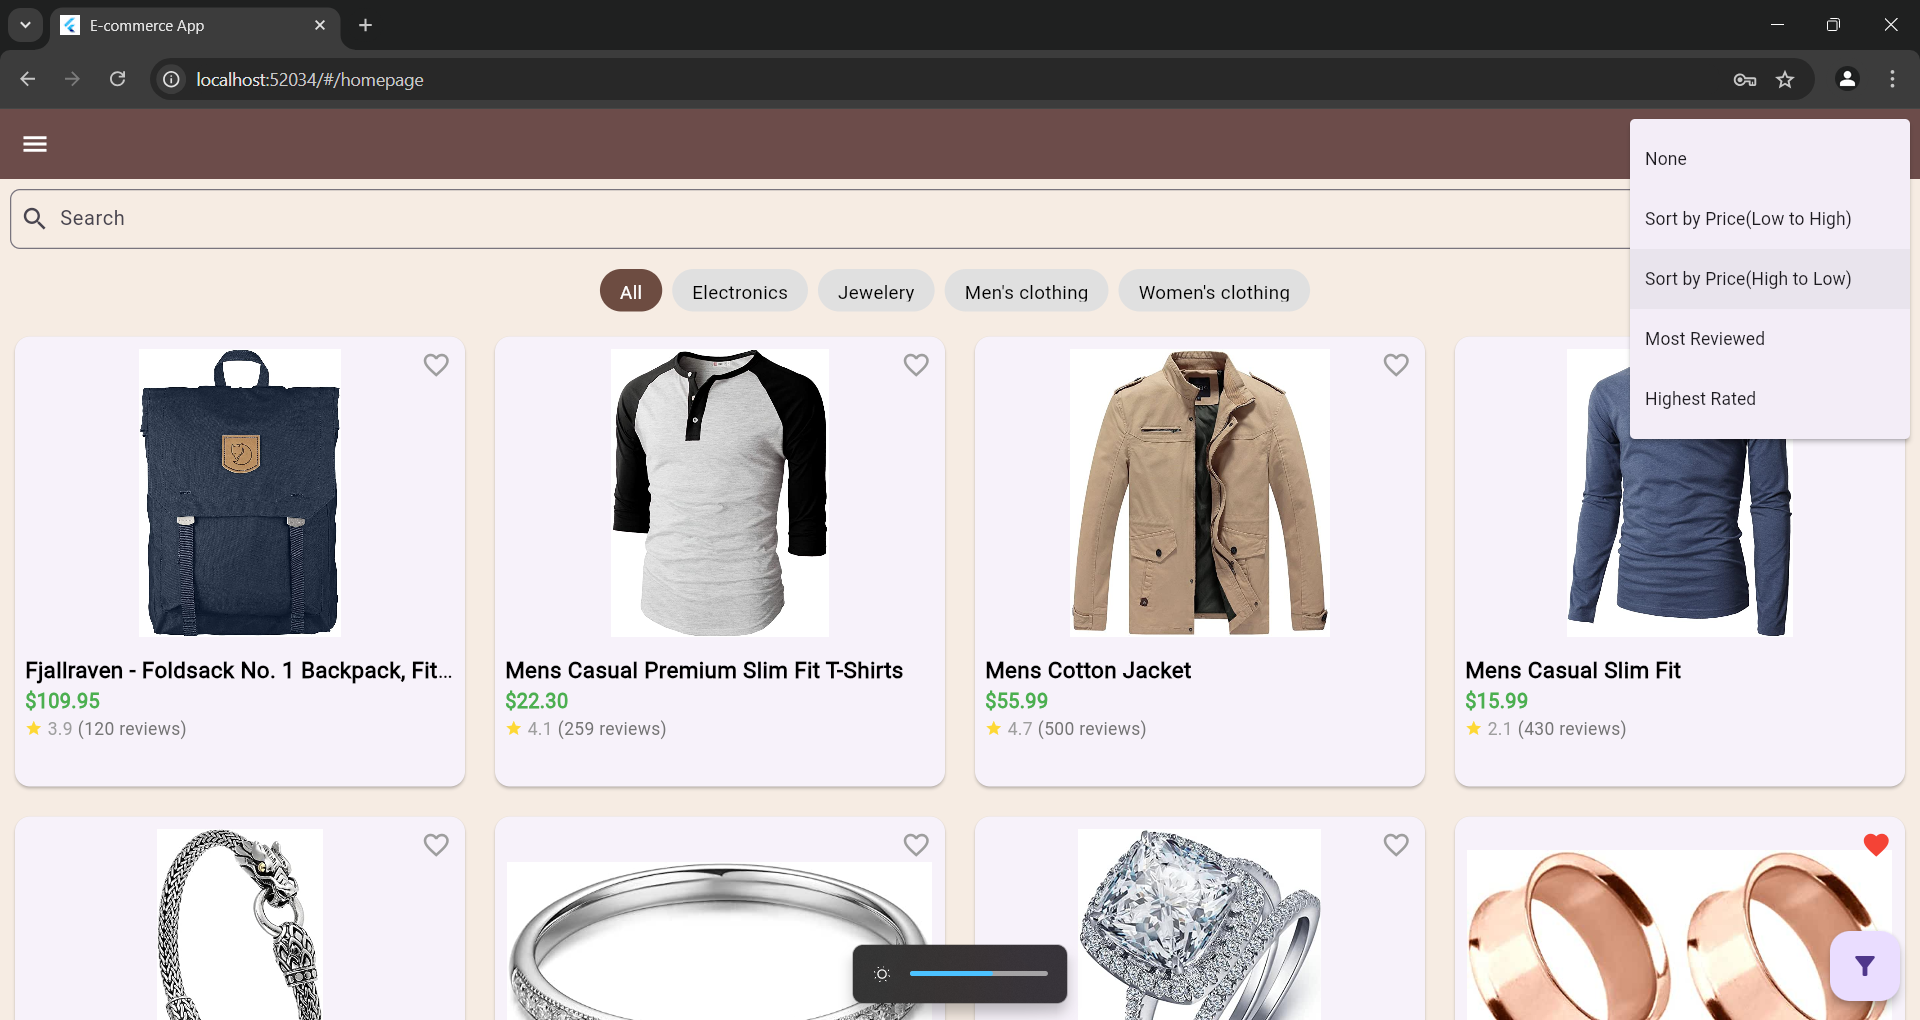 E-commerce App
localhost:52034/#/homepage
None
Search
Sort by Price(Low to High)
Sort by Price(High to Low)
Most Reviewed
Highest Rated
All
Electronics
Jewelery
Men's clothing
Women's clothing
Fjallraven - Foldsack No. 1 Backpack, Fit...
$109.95
3.9 (120 reviews)
Mens Casual Premium Slim Fit T-Shirts
$22.30
4.1 (259 reviews)
Mens Cotton Jacket
$55.99
4.7 (500 reviews)
Mens Casual Slim Fit
$15.99
2.1 (430 reviews)